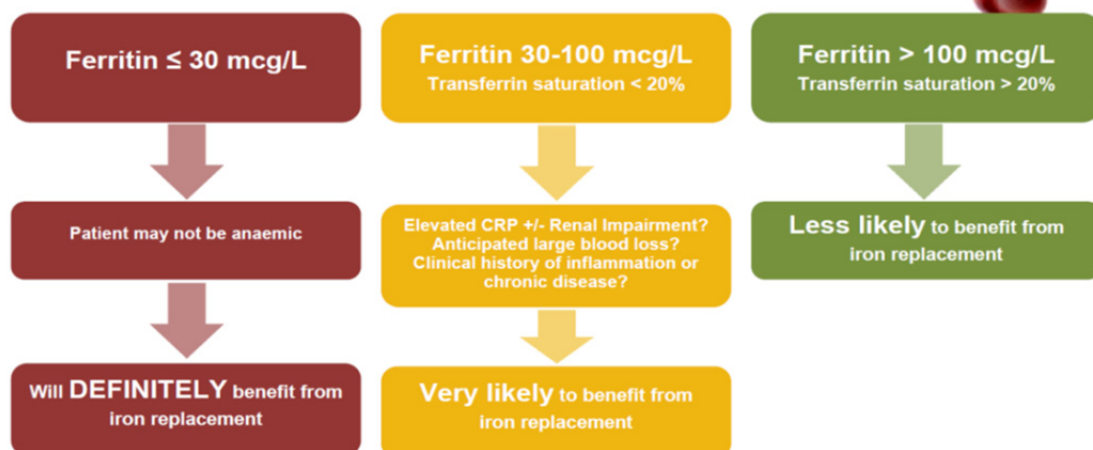 Ferritin ≤ 30 mcg/L
Patient may not be anaemic
Will DEFINITELY benefit from
iron replacement
Ferritin 30-100 mcg/L
Transferrin saturation < 20%
Elevated CRP +/- Renal Impairment?
Anticipated large blood loss?
Clinical history of inflammation or
chronic disease?
Very likely to benefit from
iron replacement
Ferritin > 100 mcg/L
Transferrin saturation > 20%
Less likely to benefit from
iron replacement